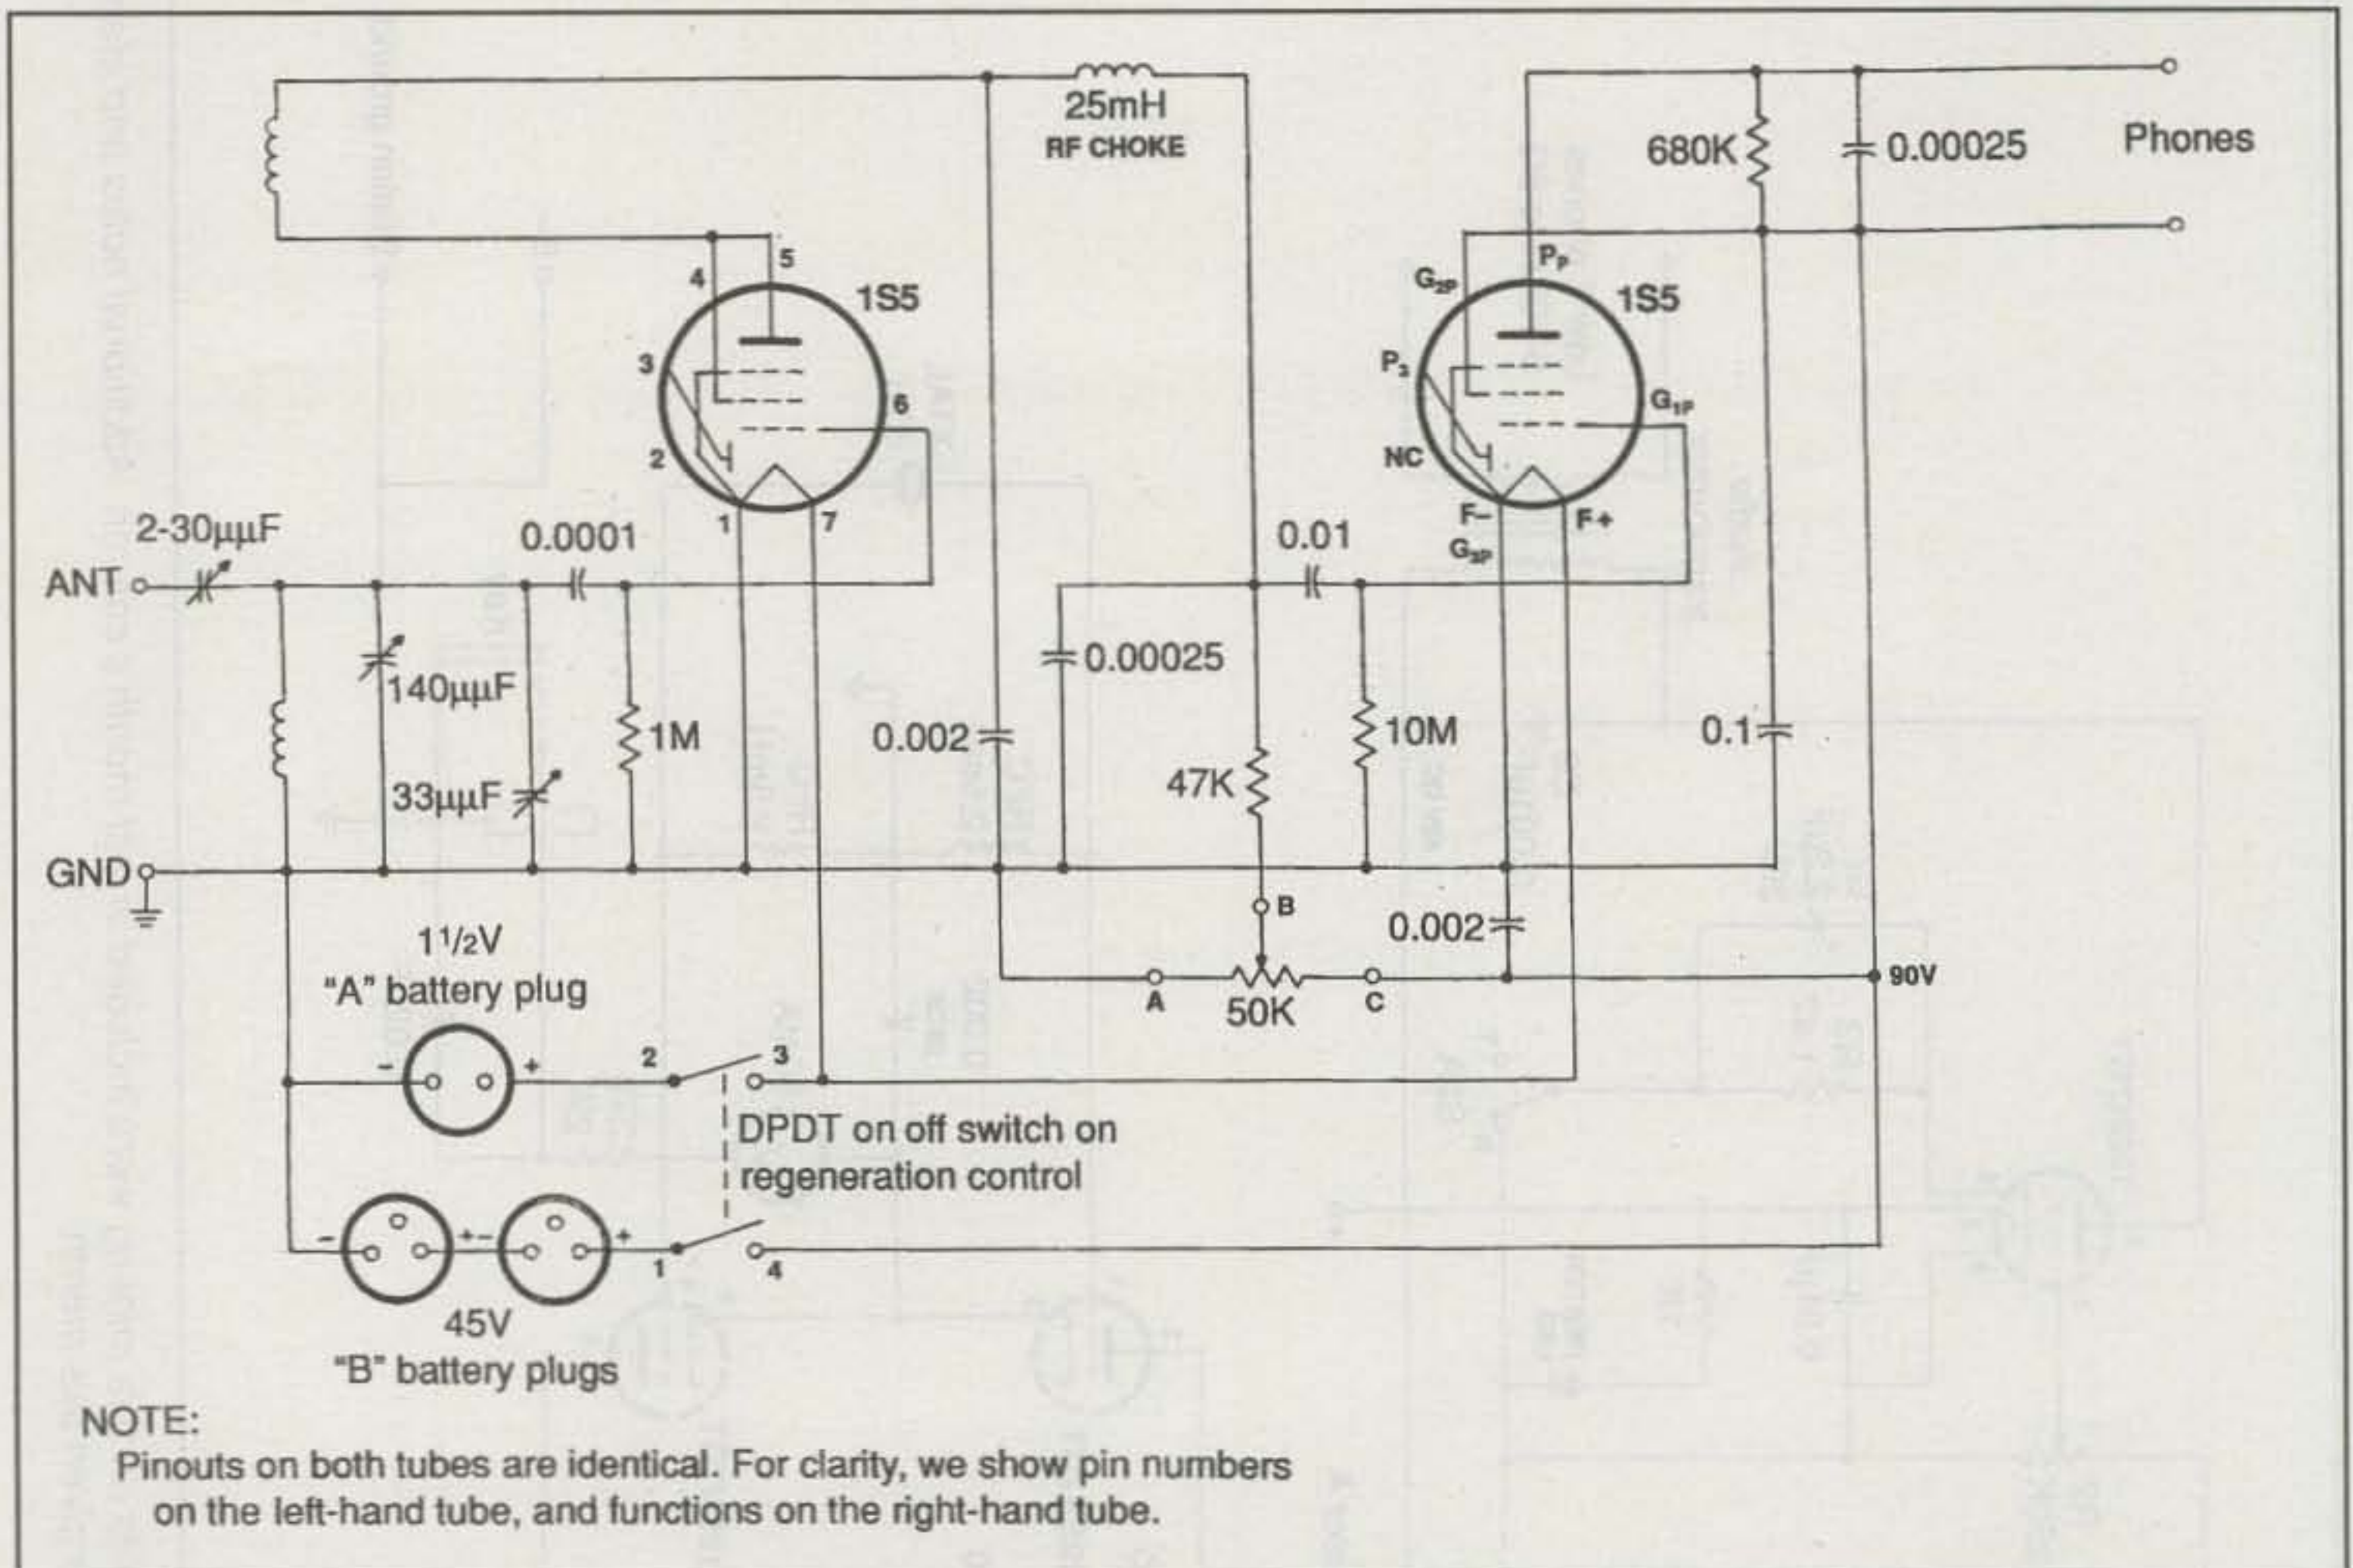 25mH
RF CHOKE
680K
0.00025
Phones
4
5
1S5
3
6
2
1
7
G2P
PP
1S5
P3
G1P
NC
F–
F+
G3P
2-30µµF
ANT
0.0001
0.01
140µµF
1M
33µµF
0.00025
0.002
47K
10M
0.1
GND
B
0.002
A
50K
C
90V
1 1/2V
“A” battery plug
–
+
2
3
DPDT on off switch on
regeneration control
–
+–
+
1
4
45V
“B” battery plugs
NOTE:
Pinouts on both tubes are identical. For clarity, we show pin numbers
on the left-hand tube, and functions on the right-hand tube.